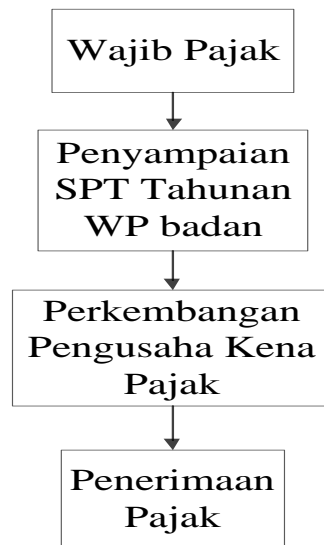 Wajib Pajak
Penyampaian
SPT Tahunan
WP badan
Perkembangan
Pengusaha Kena
Pajak
Penerimaan
Pajak